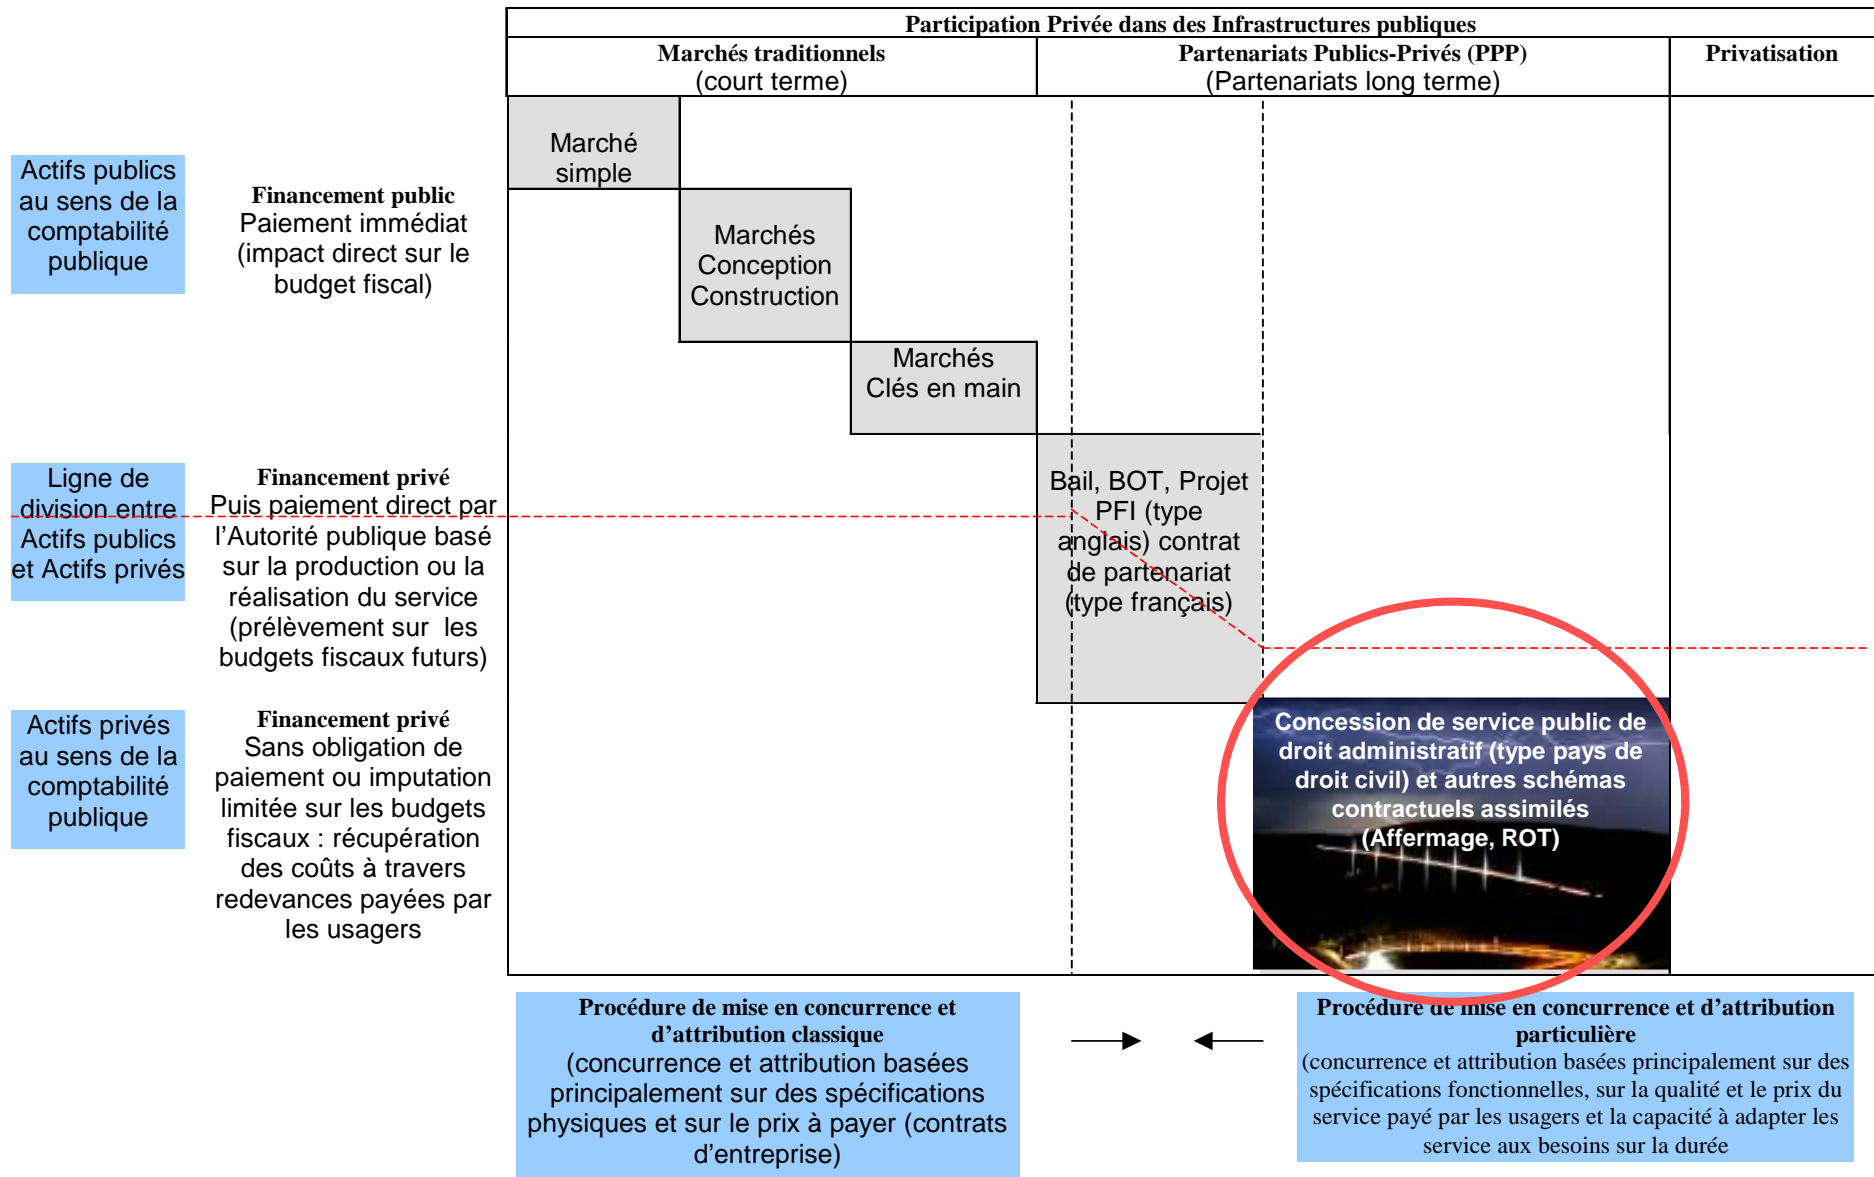 Participation Privée dans des Infrastructures publiques
Marchés traditionnels
(court terme)
Partenariats Publics-Privés (PPP)
(Partenariats long terme)
Privatisation
Actifs publics
au sens de la
comptabilité
publique
Financement public
Paiement immédiat
(impact direct sur le
budget fiscal)
Marché
simple
Marchés
Conception
Construction
Marchés
Clés en main
Ligne de
division entre
Actifs publics
et Actifs privés
Financement privé
Puis paiement direct par
l’Autorité publique basé
sur la production ou la
réalisation du service
(prélèvement sur les
budgets fiscaux futurs)
Bail, BOT, Projet
PFI (type
anglais) contrat
de partenariat
(type français)
Actifs privés
au sens de la
comptabilité
publique
Financement privé
Sans obligation de
paiement ou imputation
limitée sur les budgets
fiscaux : récupération
des coûts à travers
redevances payées par
les usagers
Concession de service public de
droit administratif (type pays de
droit civil) et autres schémas
contractuels assimilés
(Affermage, ROT)
Procédure de mise en concurrence et
d’attribution classique
(concurrence et attribution basées
principalement sur des spécifications
physiques et sur le prix à payer (contrats
d’entreprise)
Procédure de mise en concurrence et d’attribution
particulière
(concurrence et attribution basées principalement sur des
spécifications fonctionnelles, sur la qualité et le prix du
service payé par les usagers et la capacité à adapter les
service aux besoins sur la durée